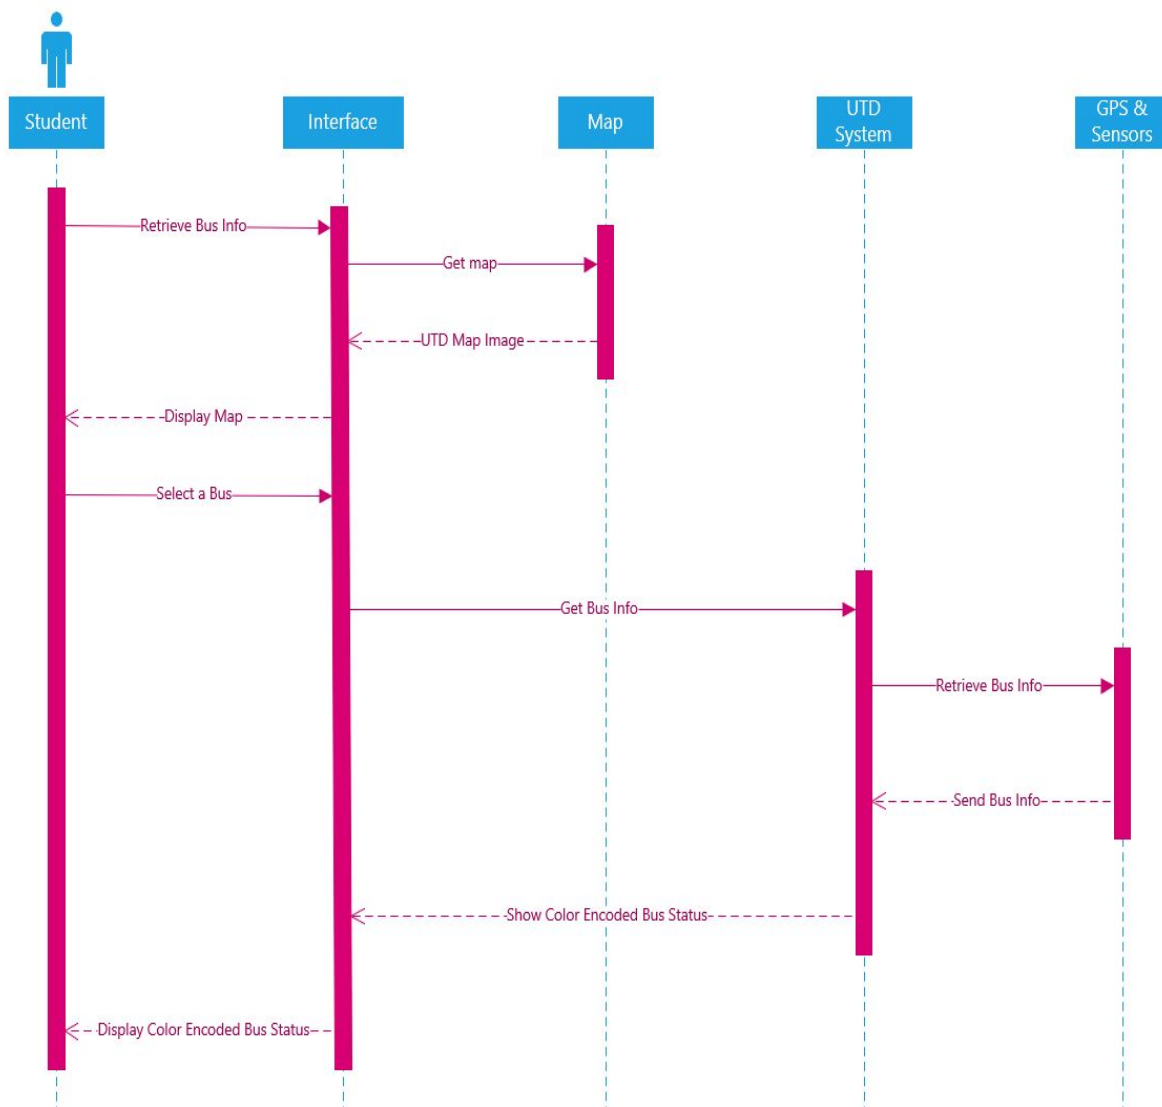 Student
Interface
Map
UTD
System
GPS &
Sensors
Retrieve Bus Info
Get map
UTD Map Image
Display Map
Select a Bus
Get Bus Info
Retrieve Bus Info
Send Bus Info
Show Color Encoded Bus Status
Display Color Encoded Bus Status